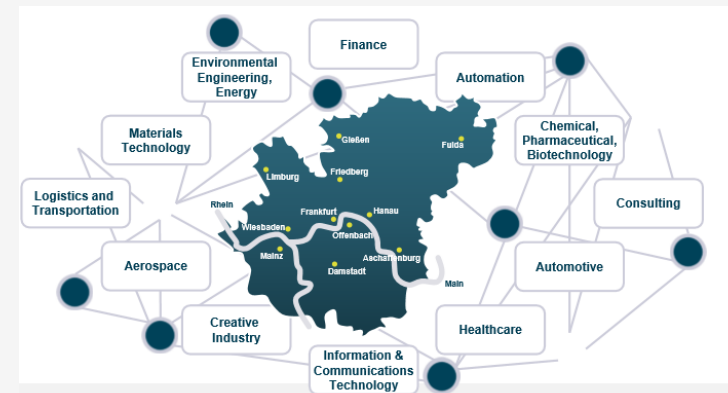 Finance
Environmental
Engineering,
Energy
Automation
Materials
Technology
Chemical,
Pharmaceutical,
Biotechnology
Gießen
Fulda
Limburg
Friedberg
Logistics and
Transportation
Consulting
Rhein
Frankfurt
Hanau
Wiesbaden
Offenbach
Mainz
Aschaffenburg
Aerospace
Automotive
Damstadt
Main
Creative
Industry
Healthcare
Information &
Communications
Technology